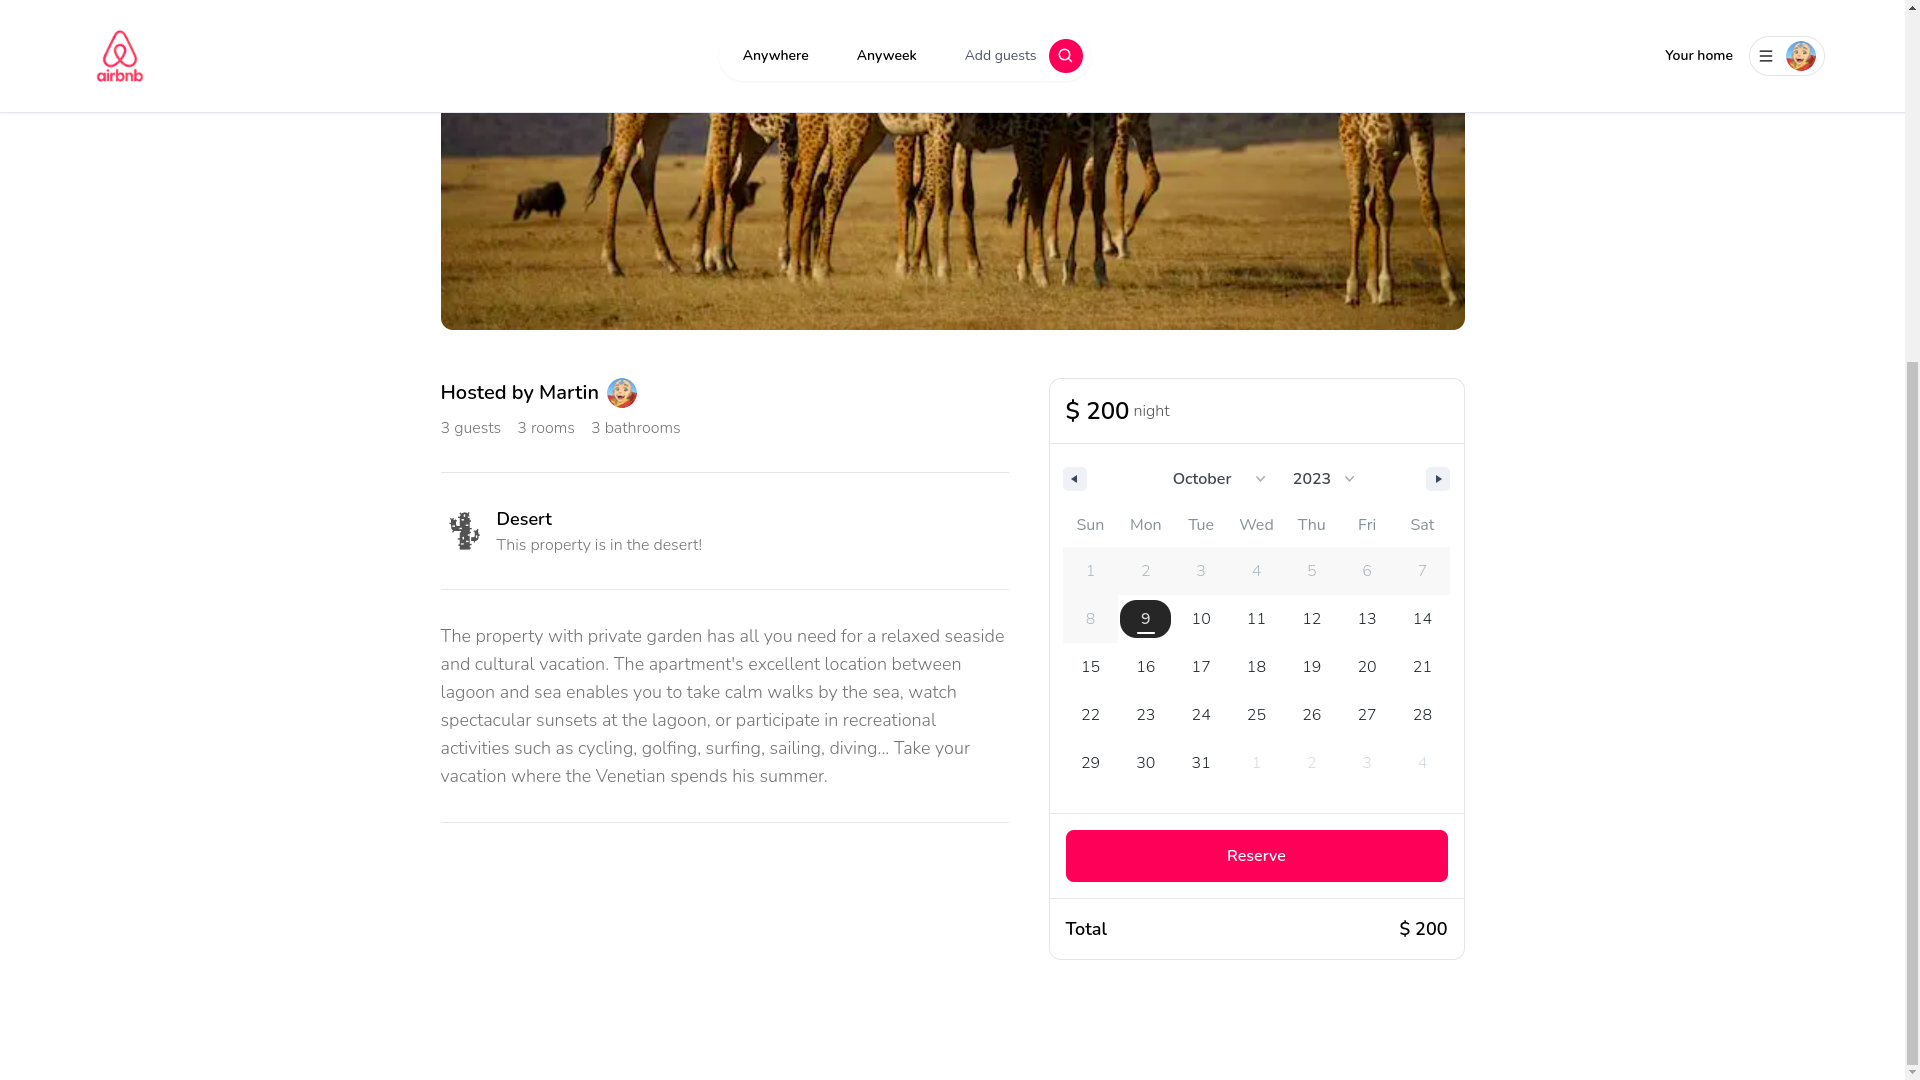 airbnb
Anywhere Anyweek Add guests
Your home
Hosted by Martin
3 guests 3 rooms 3 bathrooms
Desert
This property is in the desert!
The property with private garden has all you need for a relaxed seaside
and cultural vacation. The apartment's excellent location between
lagoon and sea enables you to take calm walks by the sea, watch
spectacular sunsets at the lagoon, or participate in recreational
activities such as cycling, golfing, surfing, sailing, diving... Take your
vacation where the Venetian spends his summer.
$ 200 night
October 2023
Sun Mon Tue Wed Thu Fri Sat
1 2 3 4 5 6 7
8 9 10 11 12 13 14
15 16 17 18 19 20 21
22 23 24 25 26 27 28
29 30 31 1 2 3 4
Reserve
Total $ 200